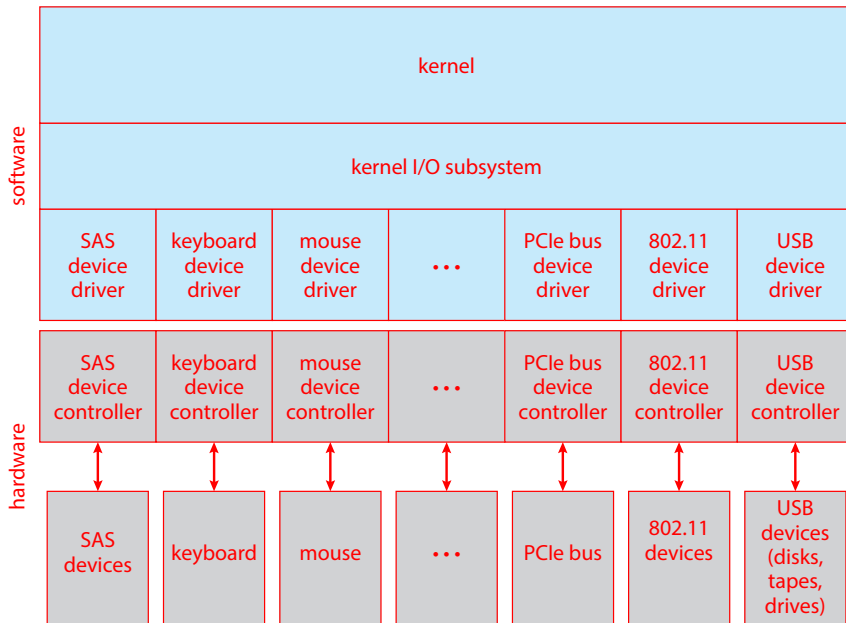 software
kernel
kernel I/O subsystem
SAS
device
driver
keyboard
device
driver
mouse
device
driver
...
PCIe bus
device
driver
802.11
device
driver
USB
device
driver
hardware
SAS
device
controller
keyboard
device
controller
mouse
device
controller
...
PCIe bus
device
controller
802.11
device
controller
USB
device
controller
SAS
devices
keyboard
mouse
...
PCIe bus
802.11
devices
USB
devices
(disks,
tapes,
drives)